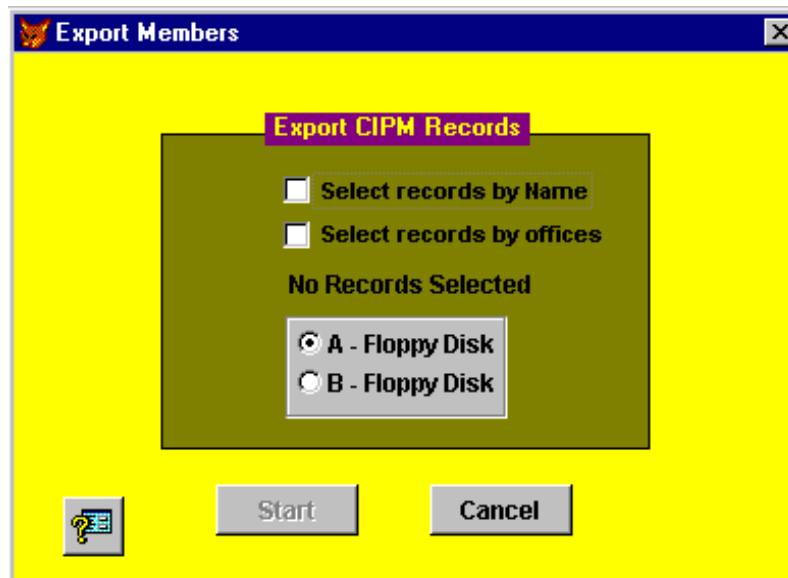 Export Members
Export CIPM Records
Select records by Name
Select records by offices
No Records Selected
A - Floppy Disk
B - Floppy Disk
Start
Cancel